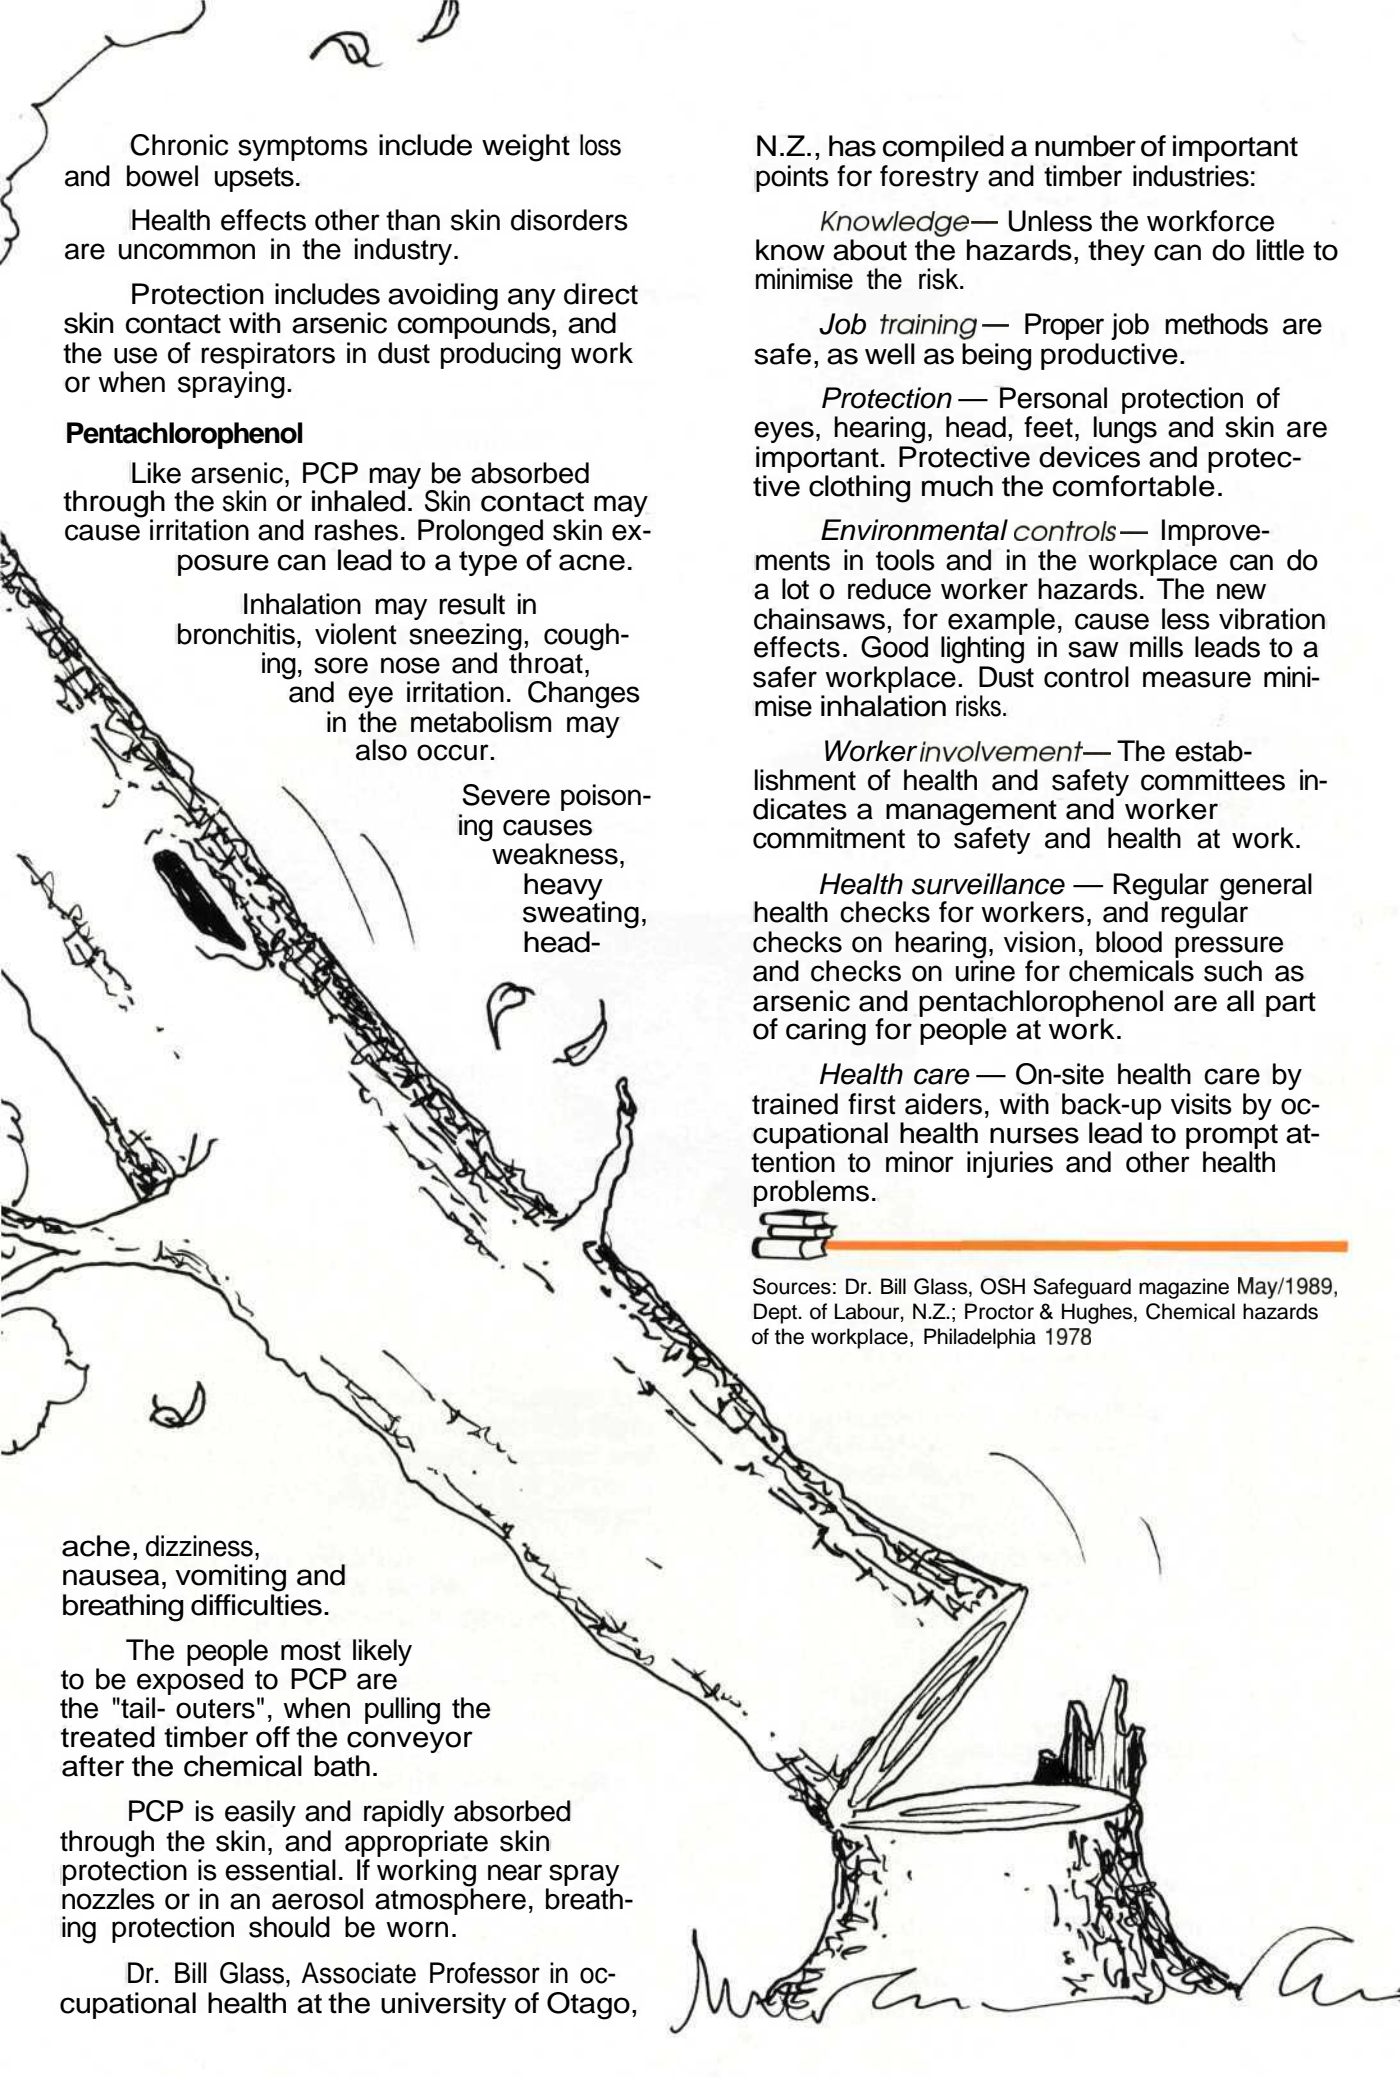 Chronic symptoms include weight loss
and bowel upsets.
Health effects other than skin disorders
are uncommon in the industry.
Protection includes avoiding any direct
skin contact with arsenic compounds, and
the use of respirators in dust producing work
or when spraying.
Pentachlorophenol
Like arsenic, PCP may be absorbed
through the skin or inhaled. Skin contact may
cause irritation and rashes. Prolonged skin ex-
posure can lead to a type of acne.
Inhalation may result in
bronchitis, violent sneezing, cough-
ing, sore nose and throat,
and eye irritation. Changes
in the metabolism may
also occur.
Severe poison-
ing causes
weakness,
heavy
sweating,
head-
ache, dizziness,
nausea, vomiting and
breathing difficulties.
The people most likely
to be exposed to PCP are
the "tail- outers", when pulling the
treated timber off the conveyor
after the chemical bath.
PCP is easily and rapidly absorbed
through the skin, and appropriate skin
protection is essential. If working near spray
nozzles or in an aerosol atmosphere, breath-
ing protection should be worn.
Dr. Bill Glass, Associate Professor in oc-
cupational health at the university of Otago,
N.Z., has compiled a number of important
points for forestry and timber industries:
Knowledge— Unless the workforce
know about the hazards, they can do little to
minimise the risk.
Job training — Proper job methods are
safe, as well as being productive.
Protection — Personal protection of
eyes, hearing, head, feet, lungs and skin are
important. Protective devices and protec-
tive clothing much the comfortable.
Environmental controls — Improve-
ments in tools and in the workplace can do
a lot o reduce worker hazards. The new
chainsaws, for example, cause less vibration
effects. Good lighting in saw mills leads to a
safer workplace. Dust control measure mini-
mise inhalation risks.
Worker involvement— The estab-
lishment of health and safety committees in-
dicates a management and worker
commitment to safety and health at work.
Health surveillance — Regular general
health checks for workers, and regular
checks on hearing, vision, blood pressure
and checks on urine for chemicals such as
arsenic and pentachlorophenol are all part
of caring for people at work.
Health care — On-site health care by
trained first aiders, with back-up visits by oc-
cupational health nurses lead to prompt at-
tention to minor injuries and other health
problems.
Sources: Dr. Bill Glass, OSH Safeguard magazine May/1989,
Dept. of Labour, N.Z.; Proctor & Hughes, Chemical hazards
of the workplace, Philadelphia 1978